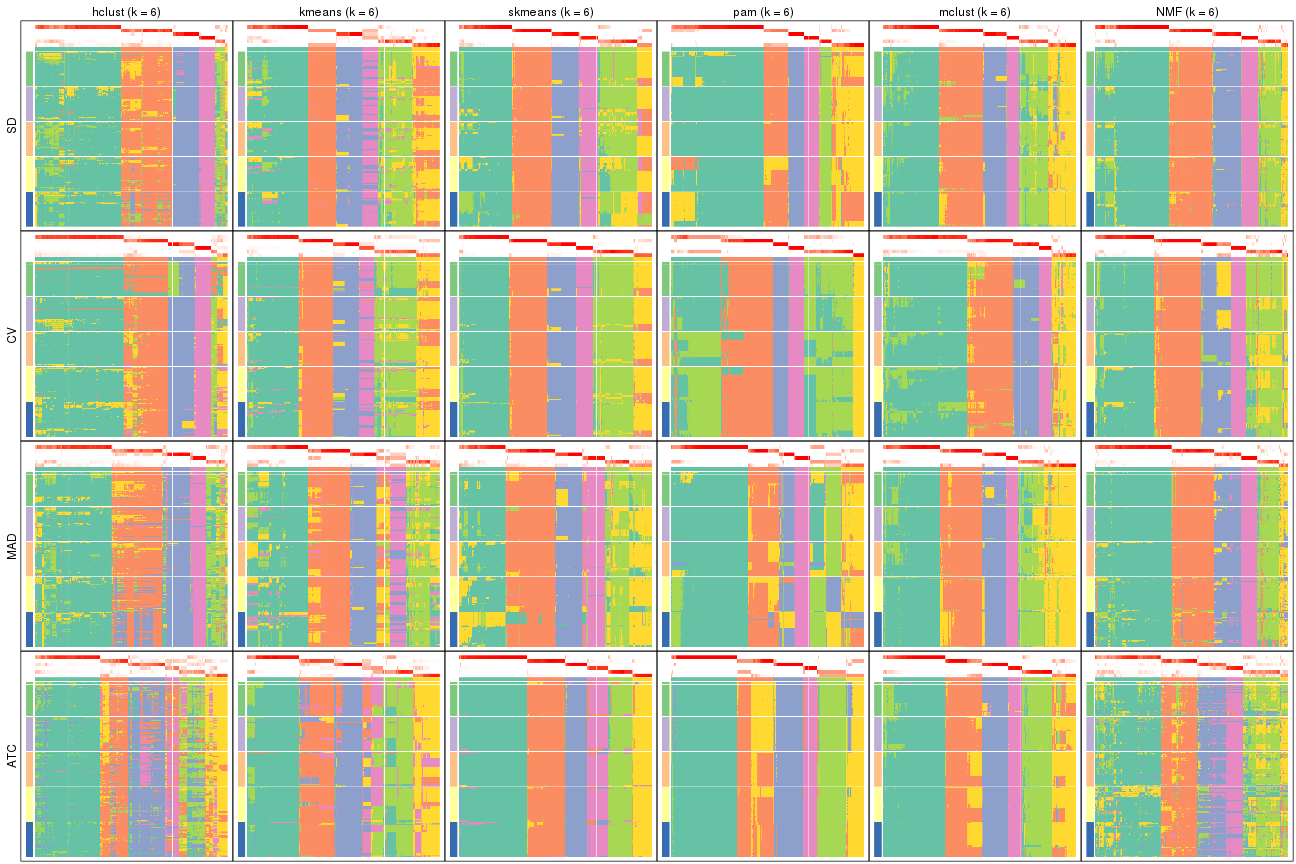 hclust (k = 6) kmeans (k = 6) skmeans (k = 6) pam (k = 6) mclust (k = 6) NMF (k = 6)
SD
CV
MAD
ATC